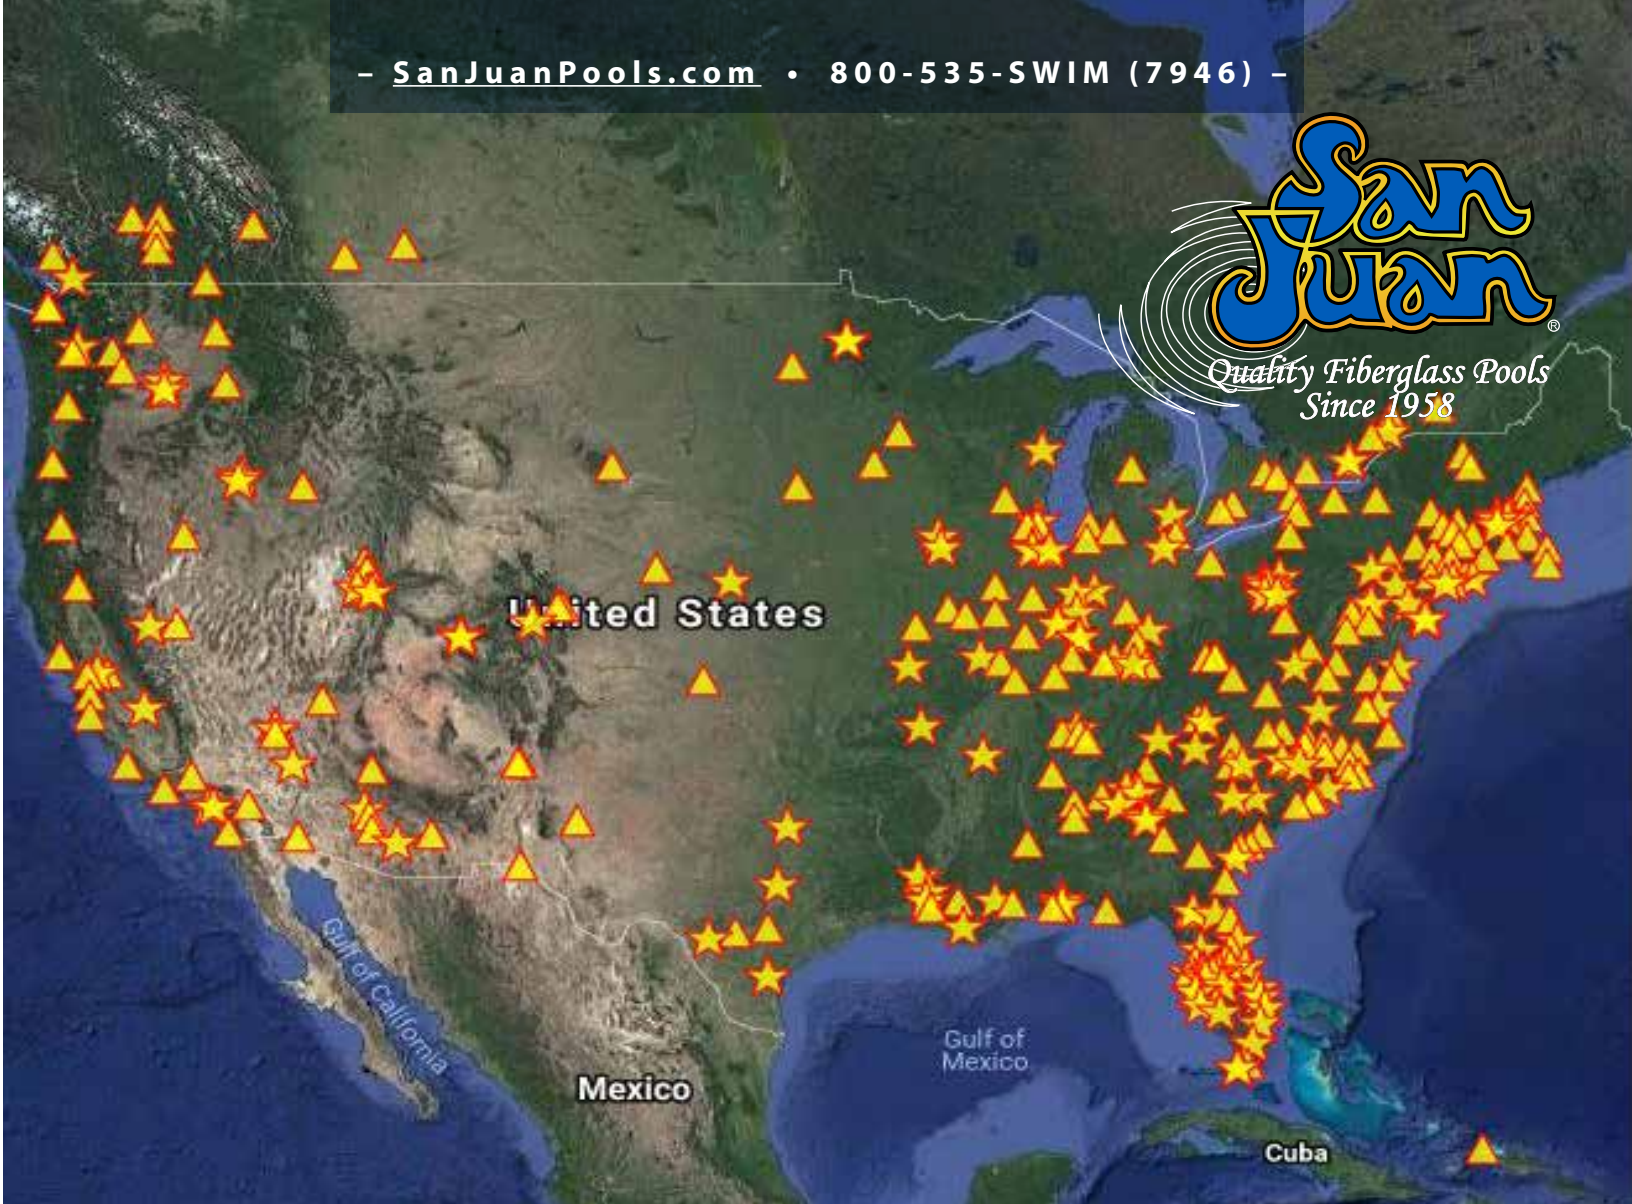 – SanJuanPools.com • 800-535-SWIM (7946) –
San
Juan
®
Quality Fiberglass Pools
Since 1958
United States
Gulf of California
Gulf of
Mexico
Mexico
Cuba